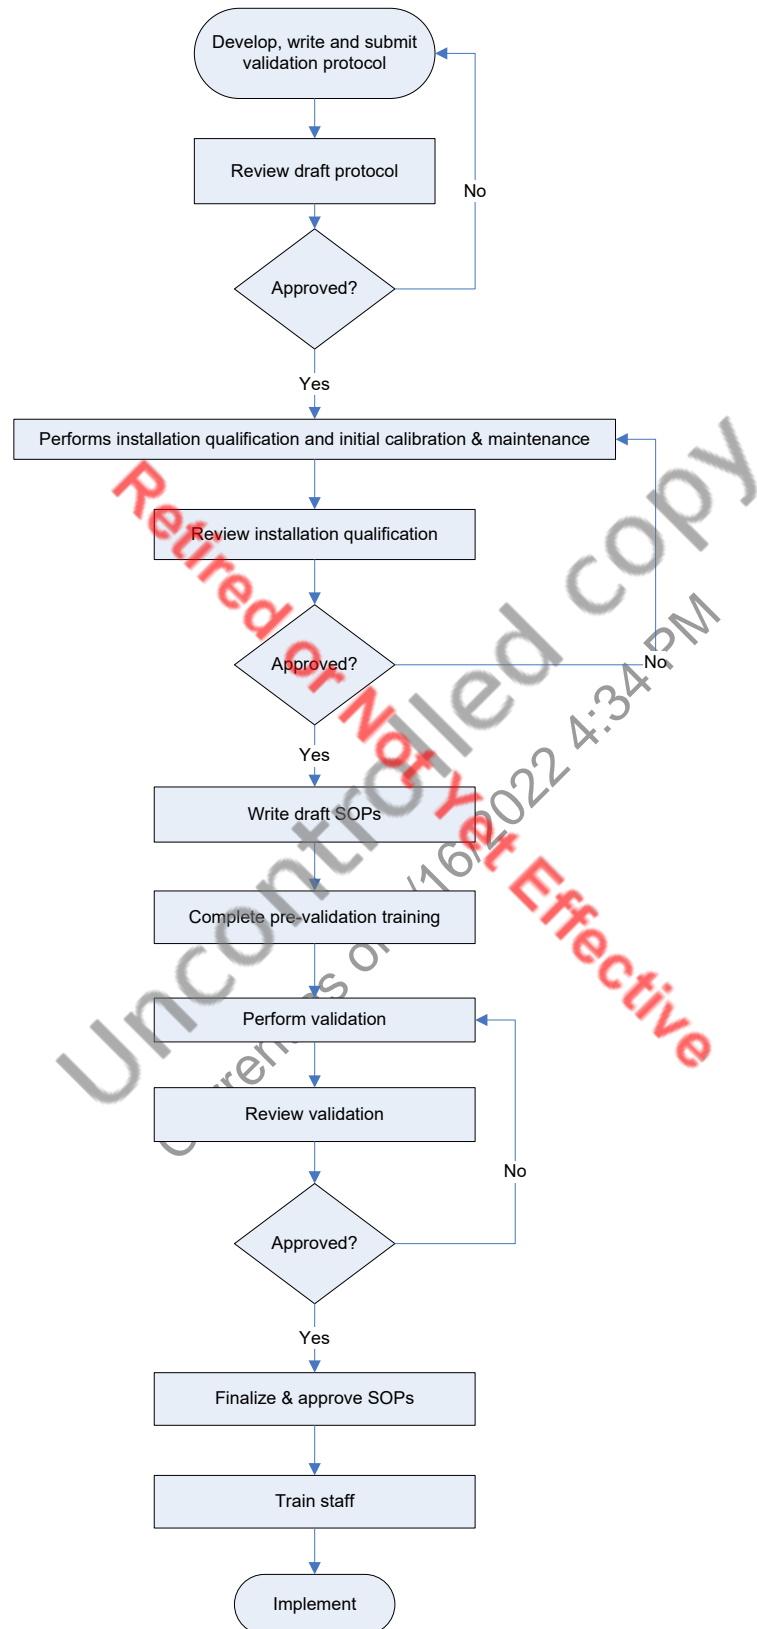 Develop, write and submit
validation protocol
Review draft protocol
No
Approved?
Yes
Performs installation qualification and initial calibration & maintenance
Review installation qualification
Approved?
No
Yes
Write draft SOPs
Complete pre-validation training
Perform validation
Review validation
No
Approved?
Yes
Finalize & approve SOPs
Train staff
Implement
Uncontrolled copy
16/2022 4:34 PM
Retired or Not Yet Effective